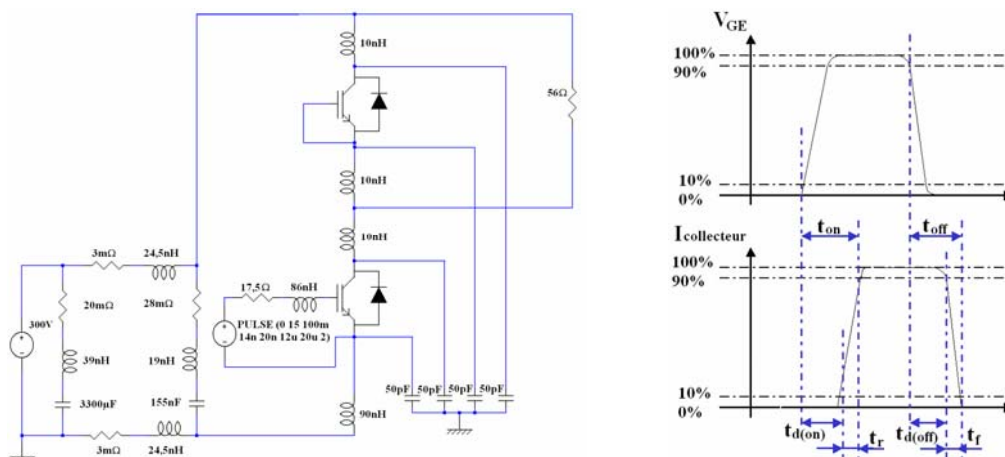 10nH
56Ω
10nH
10nH
3mΩ
24,5nH
17,5Ω
86nH
20mΩ
28mΩ
300V
PULSE (0 15 100m
14n 20n 12u 20u 2)
39nH
19nH
3300µF
155nF
50pF
50pF
50pF
50pF
90nH
3mΩ
24,5nH
VGE
100%
90%
10%
0%
ton
toff
Icollecteur
100%
90%
10%
0%
td(on)
tr
td(off)
tf